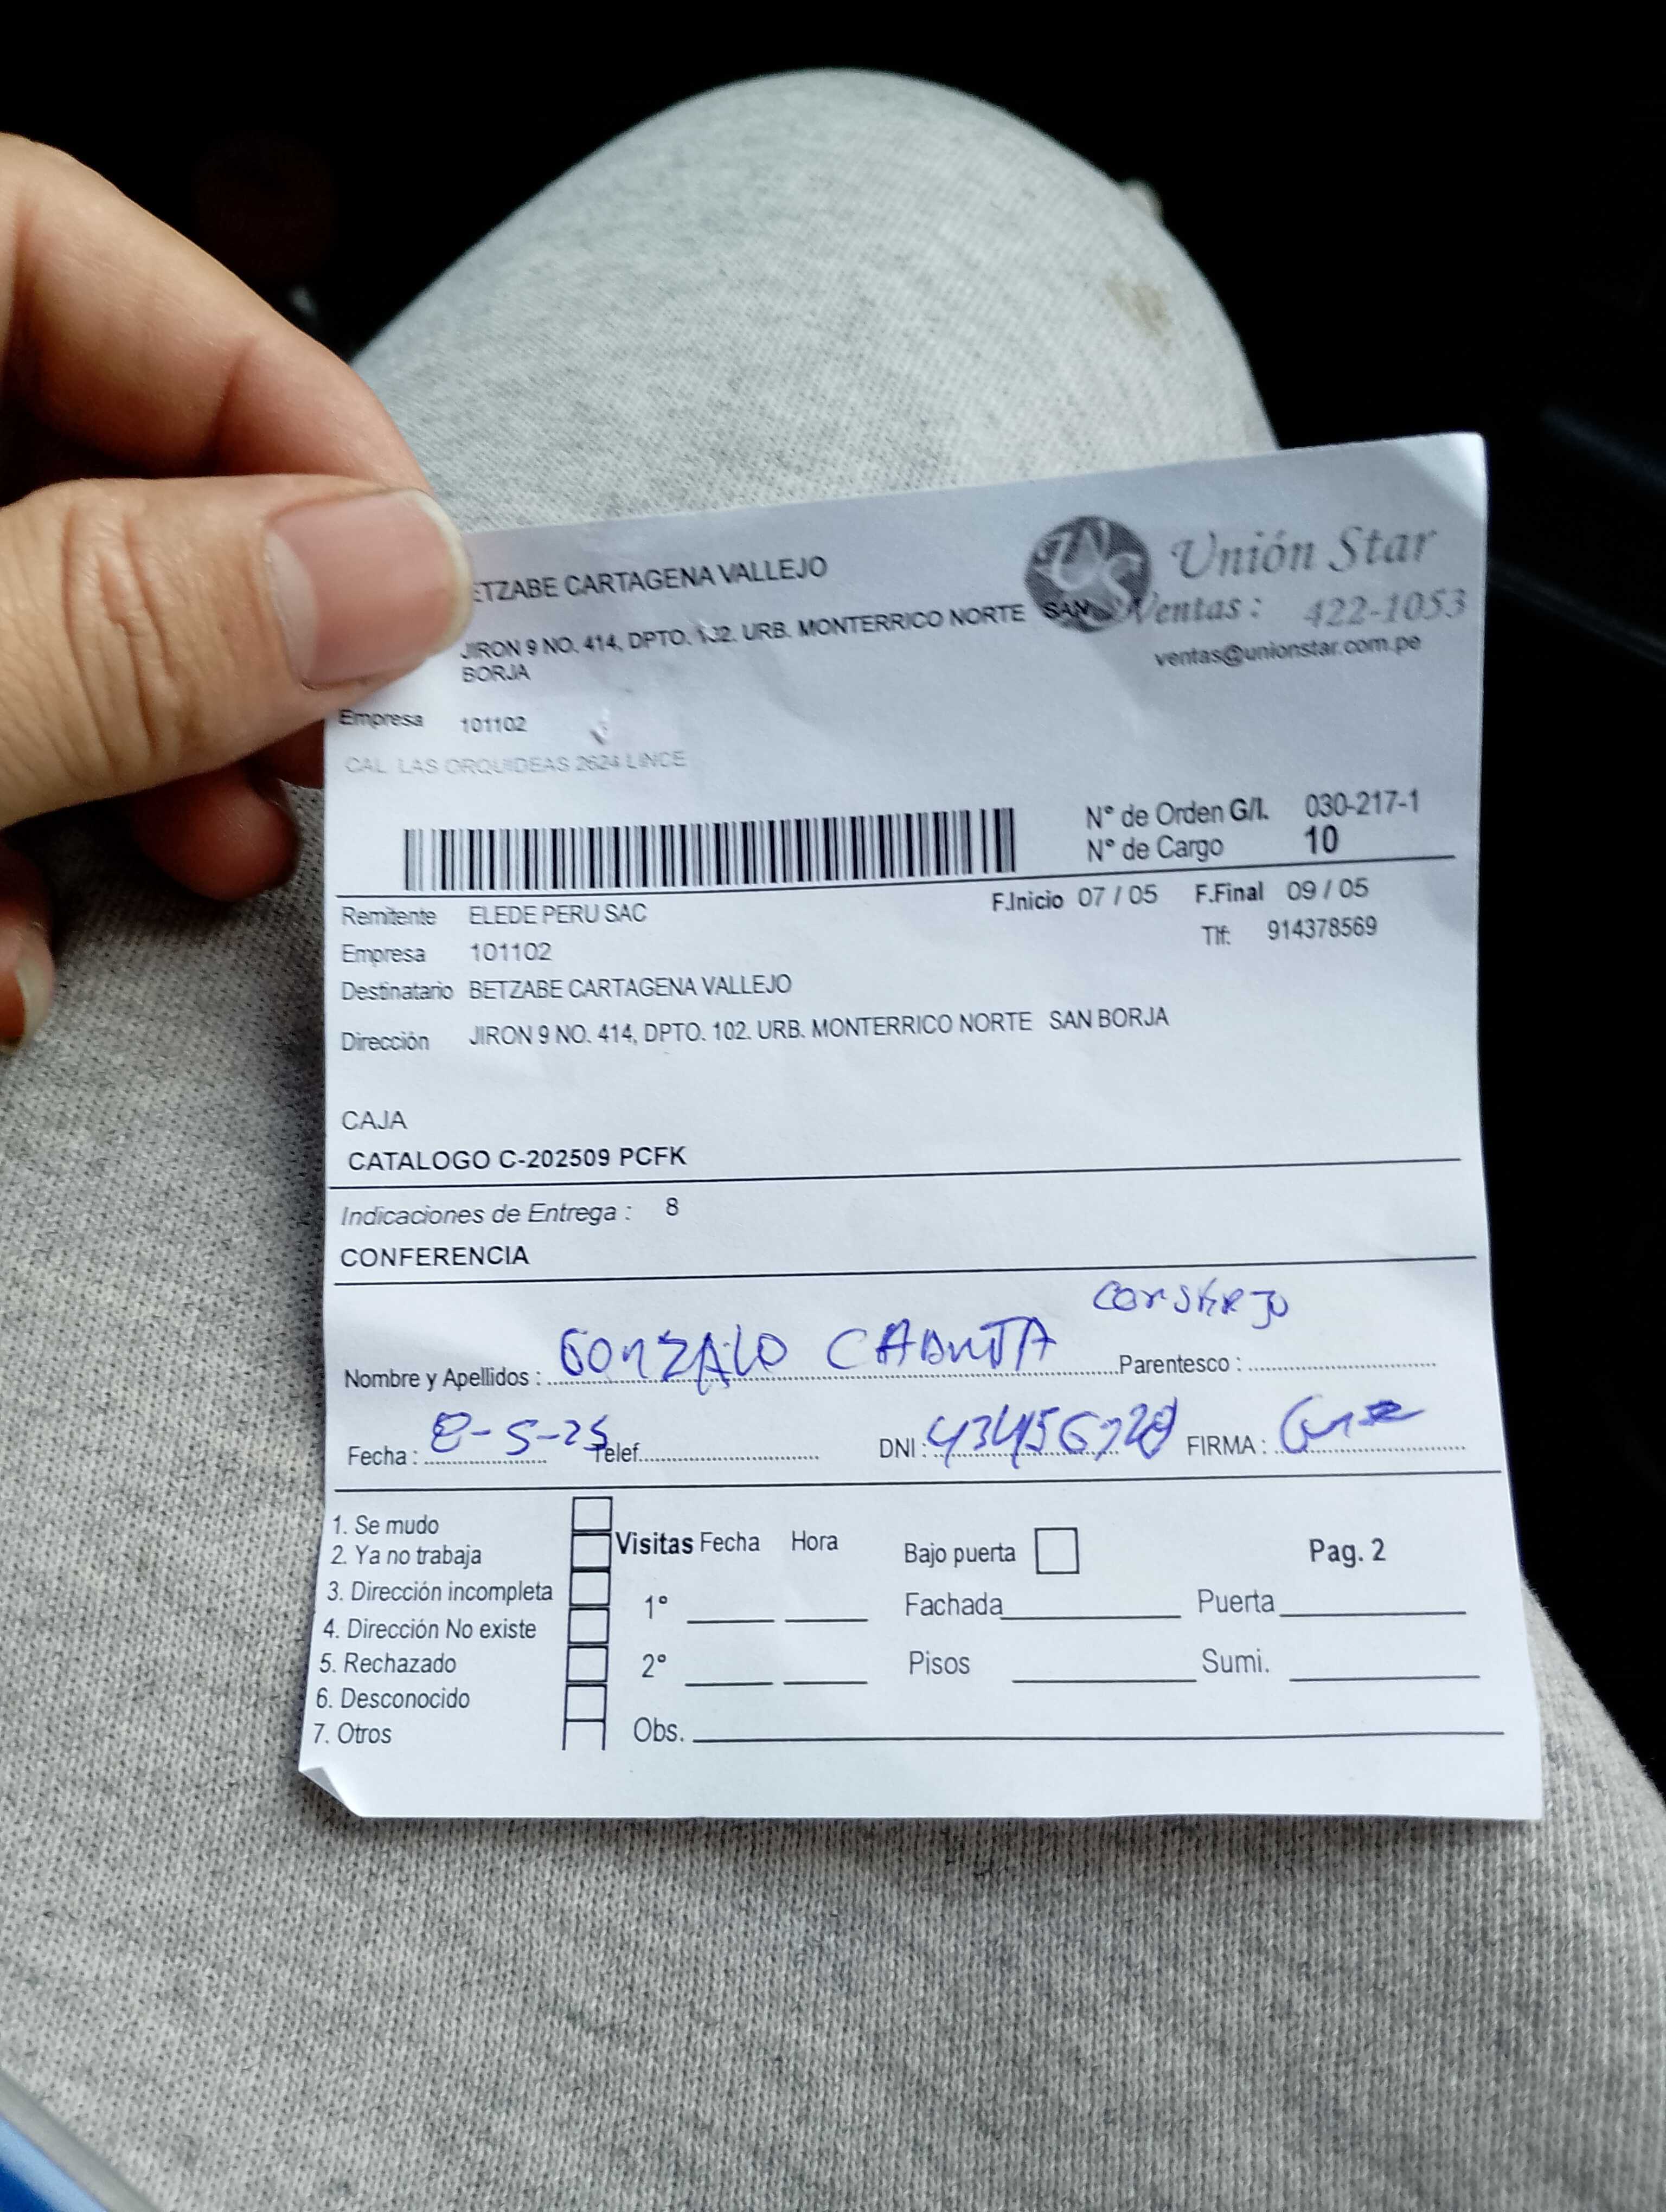 ETZABE CARTAGENA VALLEJO
Unión Star
JIRON 9 NO. 414, DPTO. 102. URB. MONTERRICO NORTE SAN
BORJA
Ventas: 422-1053
ventas@unionstar.com.pe
Empresa 101102
CAL. LAS ORQUIDEAS 2624 LINCE
N° de Orden G/I. 030-217-1
N° de Cargo 10
Remitente ELEDE PERU SAC F.Inicio 07 / 05 F.Final 09 / 05
Empresa 101102 Tlf: 914378569
Destinatario BETZABE CARTAGENA VALLEJO
Dirección JIRON 9 NO. 414, DPTO. 102. URB. MONTERRICO NORTE SAN BORJA
CAJA
CATALOGO C-202509 PCFK
Indicaciones de Entrega : 8
CONFERENCIA
Nombre y Apellidos : GONZALO Parentesco :
Fecha : 8-5-25 Telef. DNI : FIRMA :
1. Se mudo
2. Ya no trabaja
3. Dirección incompleta
4. Dirección No existe
5. Rechazado
6. Desconocido
7. Otros
Visitas Fecha Hora
1°
2°
Obs.
Bajo puerta Pag. 2
Fachada Puerta
Pisos Sumi.